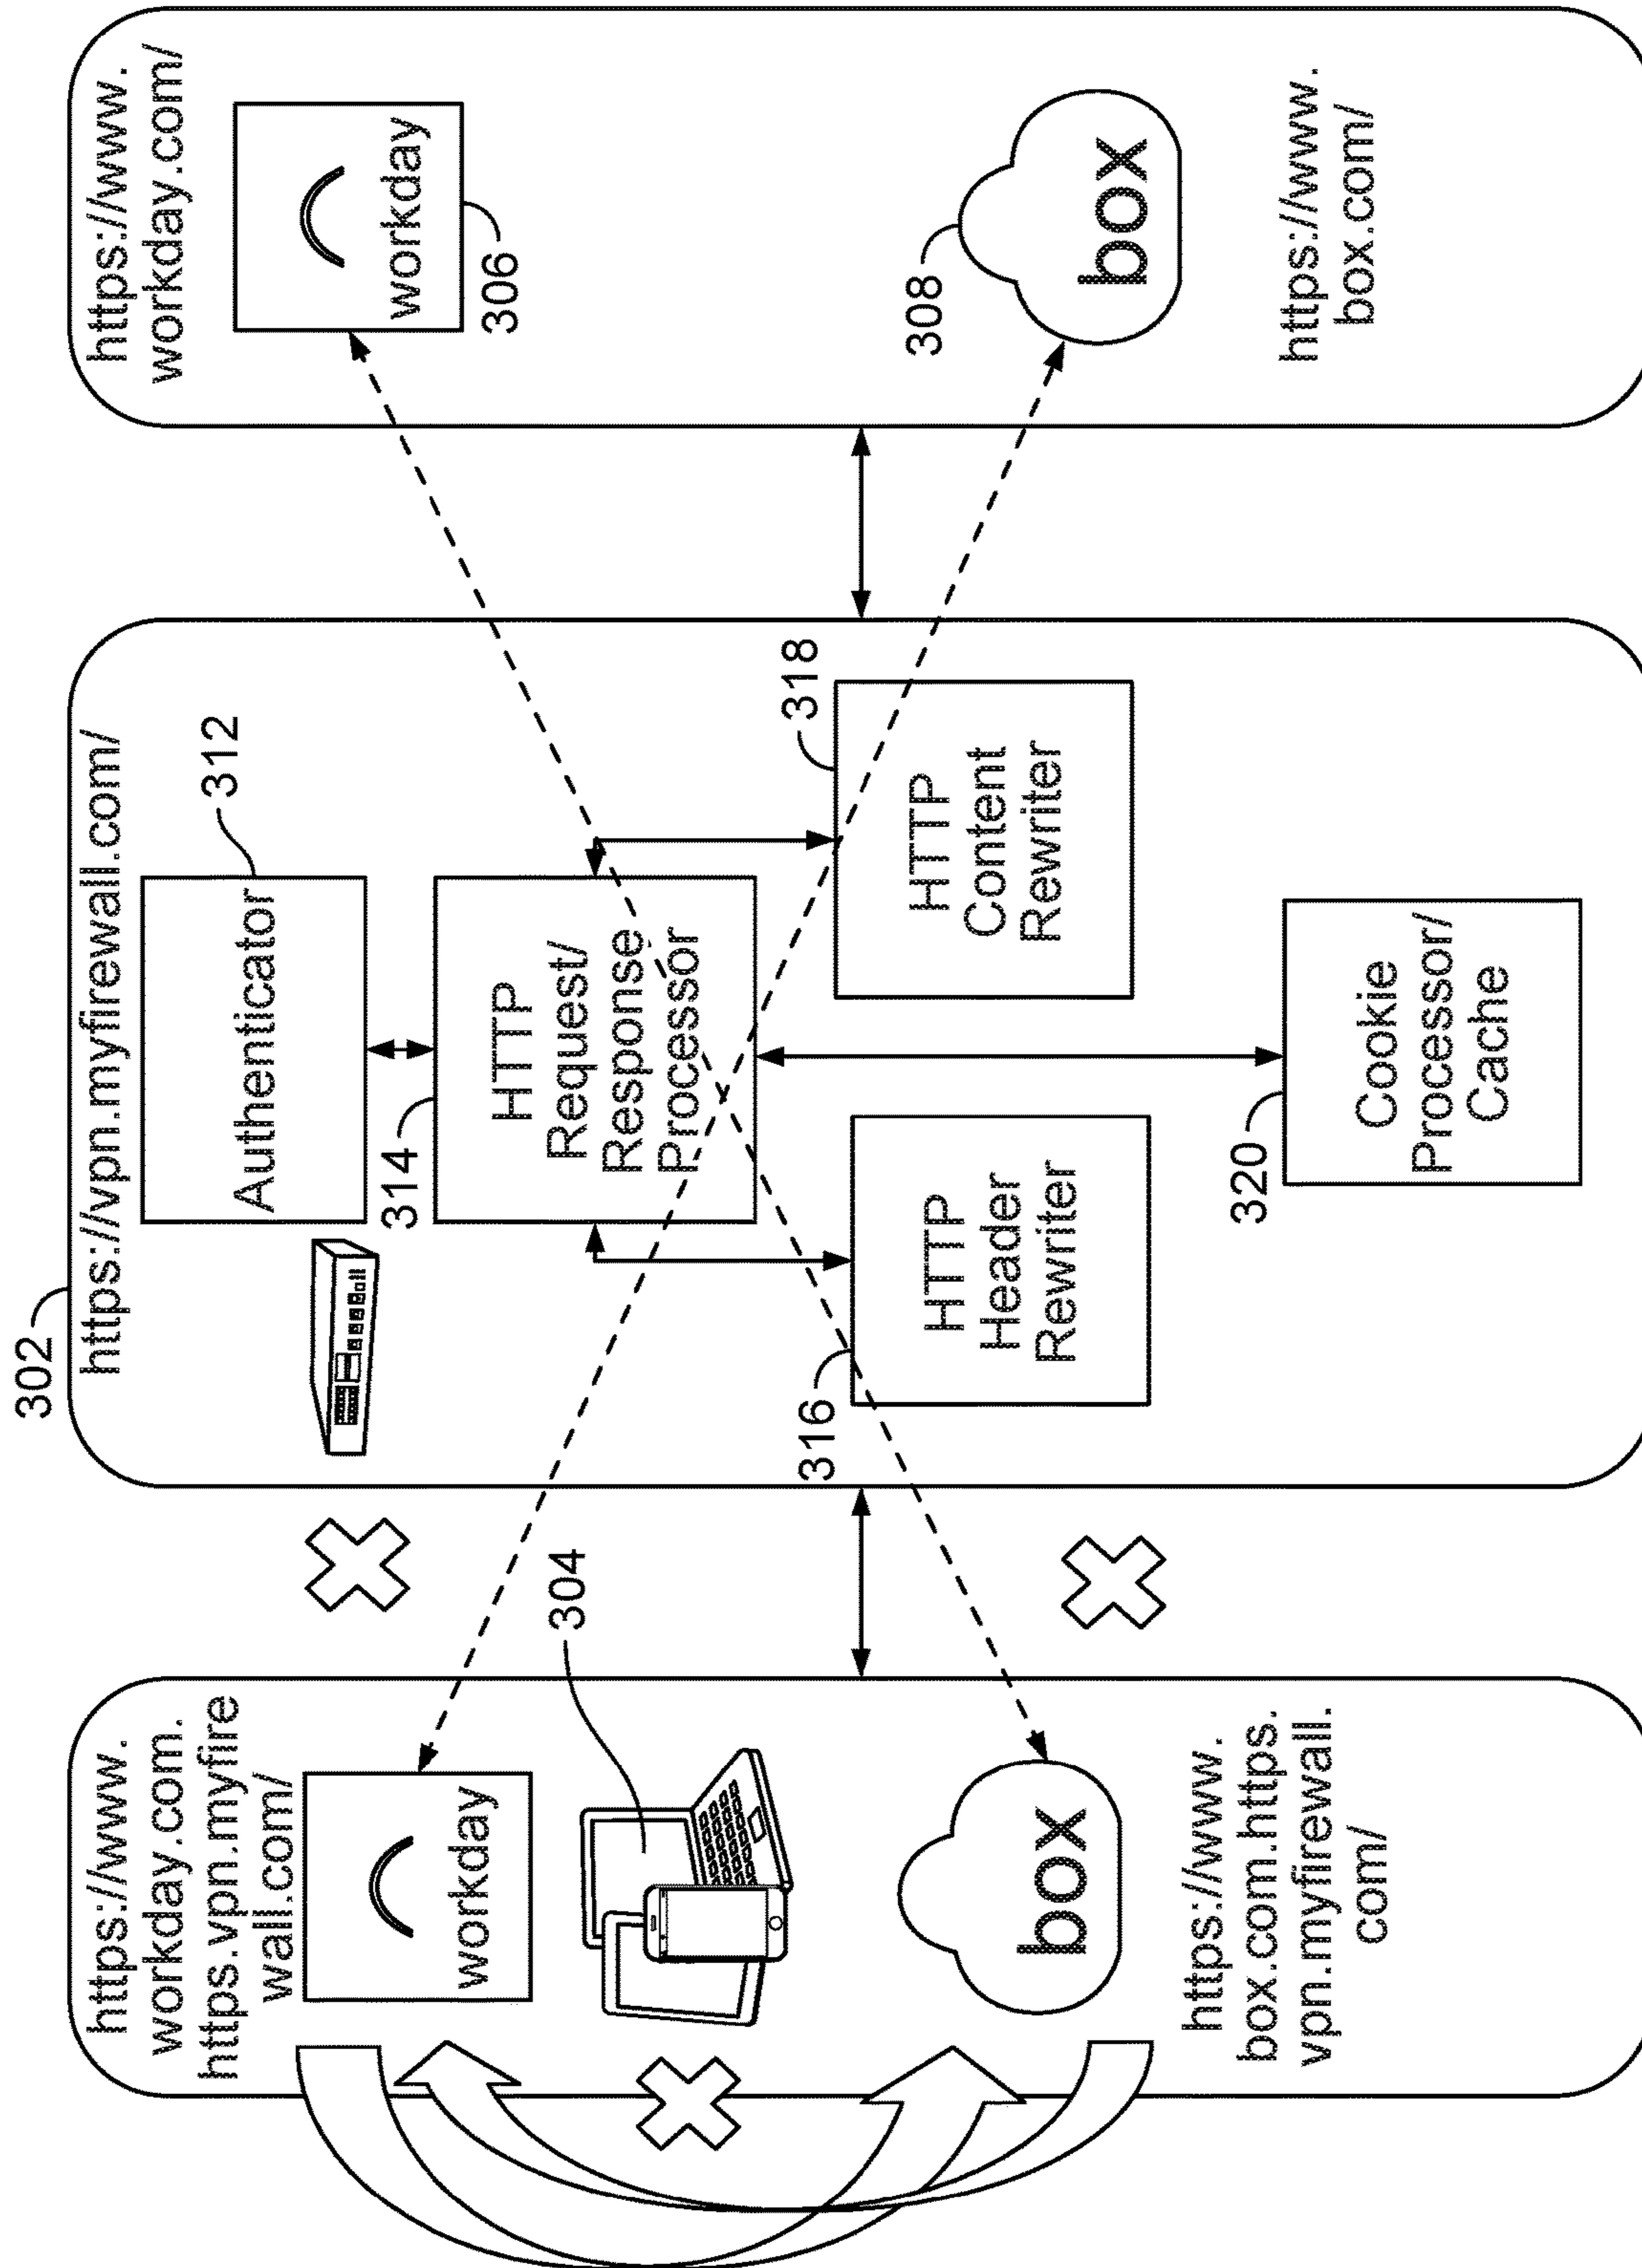 https://www.
workday.com.
https.vpn.myfire
wall.com/
workday
304
box
https://www.
box.com.https.
vpn.myfirewall.
com/
302
https://vpn.myfirewall.com/
Authenticator
312
314
HTTP
Request/
Response
Processor
316
HTTP
Header
Rewriter
318
HTTP
Content
Rewriter
320
Cookie
Processor/
Cache
https://www.
workday.com/
workday
306
308
box
https://www.
box.com/